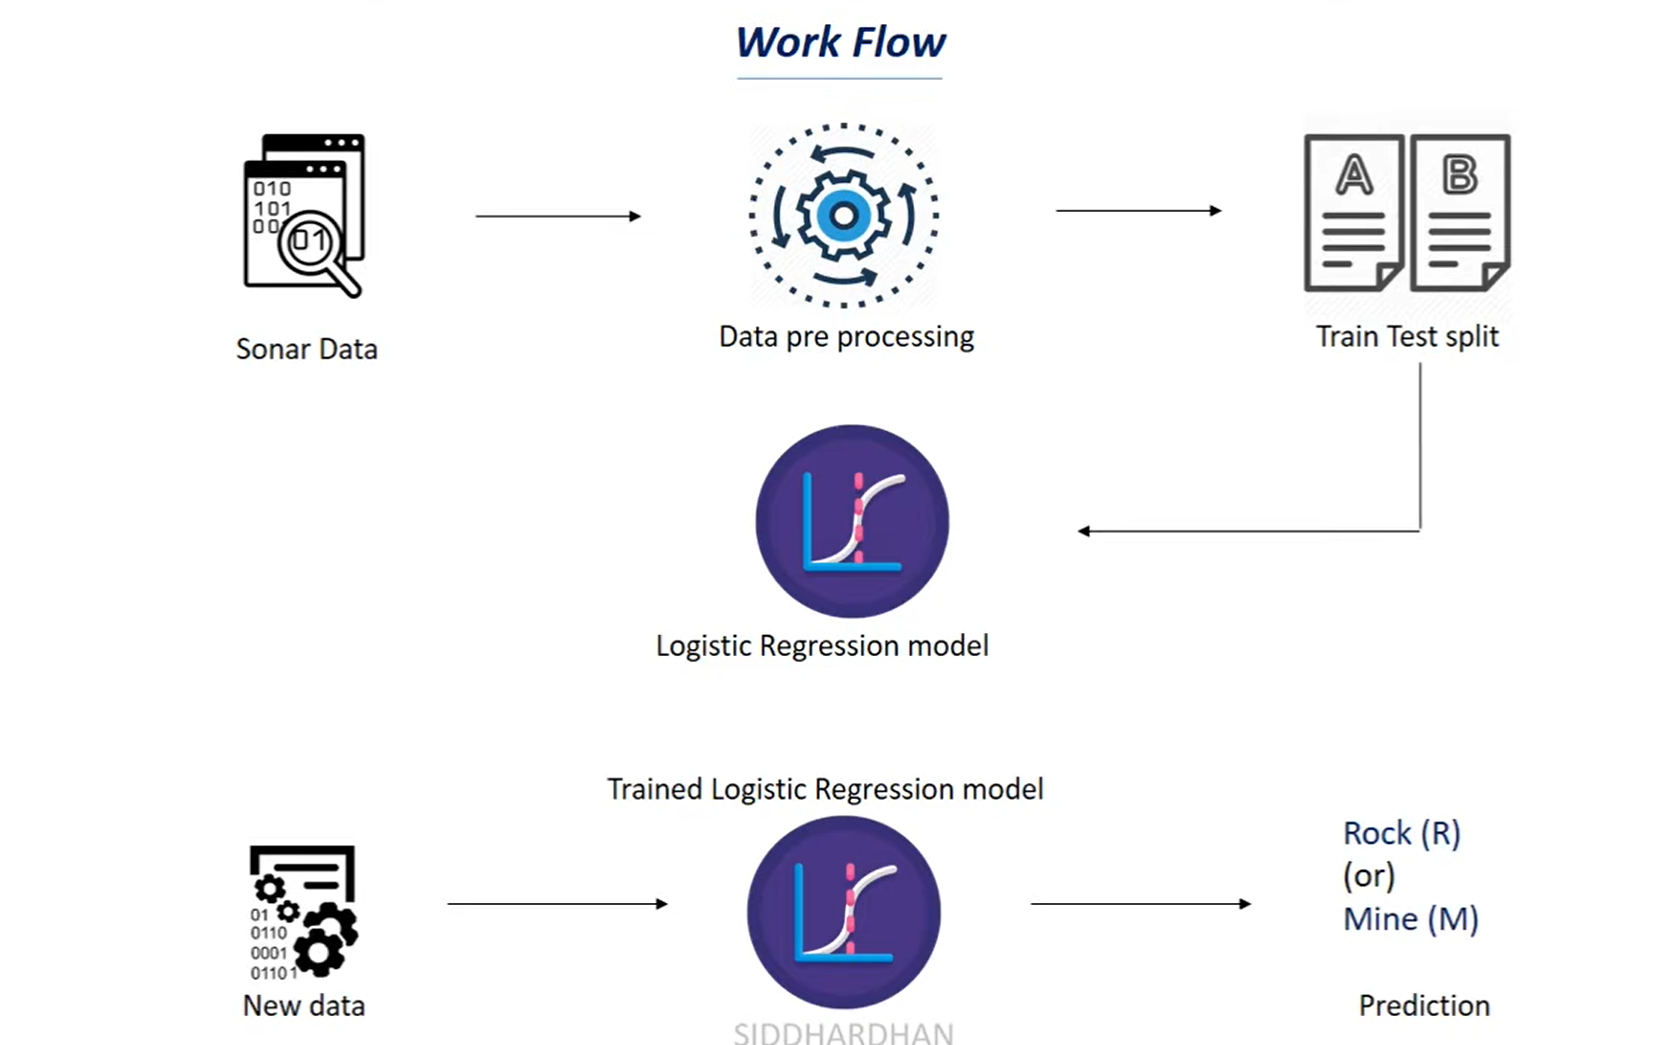 Work Flow
010
101
00
01
A
B
Sonar Data
Data pre processing
Train Test split
Logistic Regression model
Trained Logistic Regression model
01
0110
0001
01101
New data
Rock (R)
(or)
Mine (M)
Prediction
SIDDHARDHAN